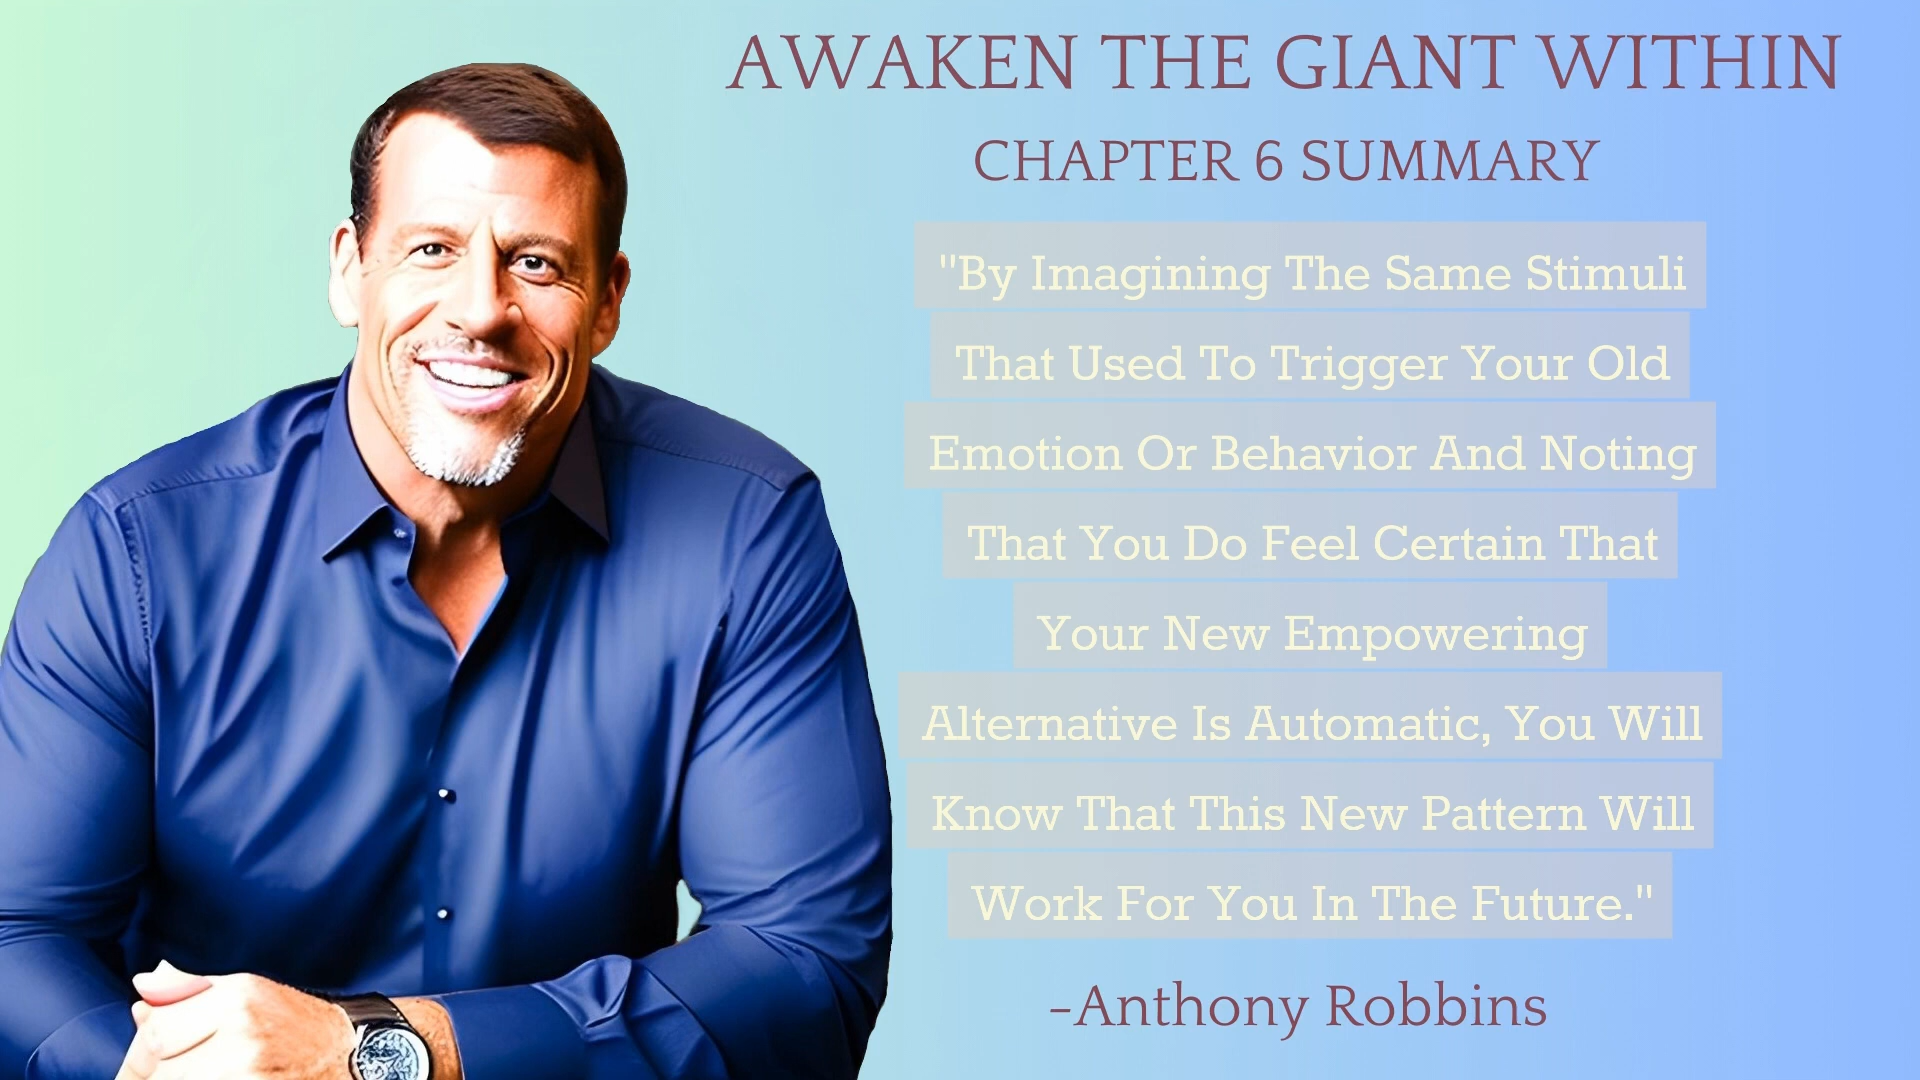 AWAKEN THE GIANT WITHIN
CHAPTER 6 SUMMARY
"By Imagining The Same Stimuli
That Used To Trigger Your Old
Emotion Or Behavior And Noting
That You Do Feel Certain That
Your New Empowering
Alternative Is Automatic, You Will
Know That This New Pattern Will
Work For You In The Future."
-Anthony Robbins